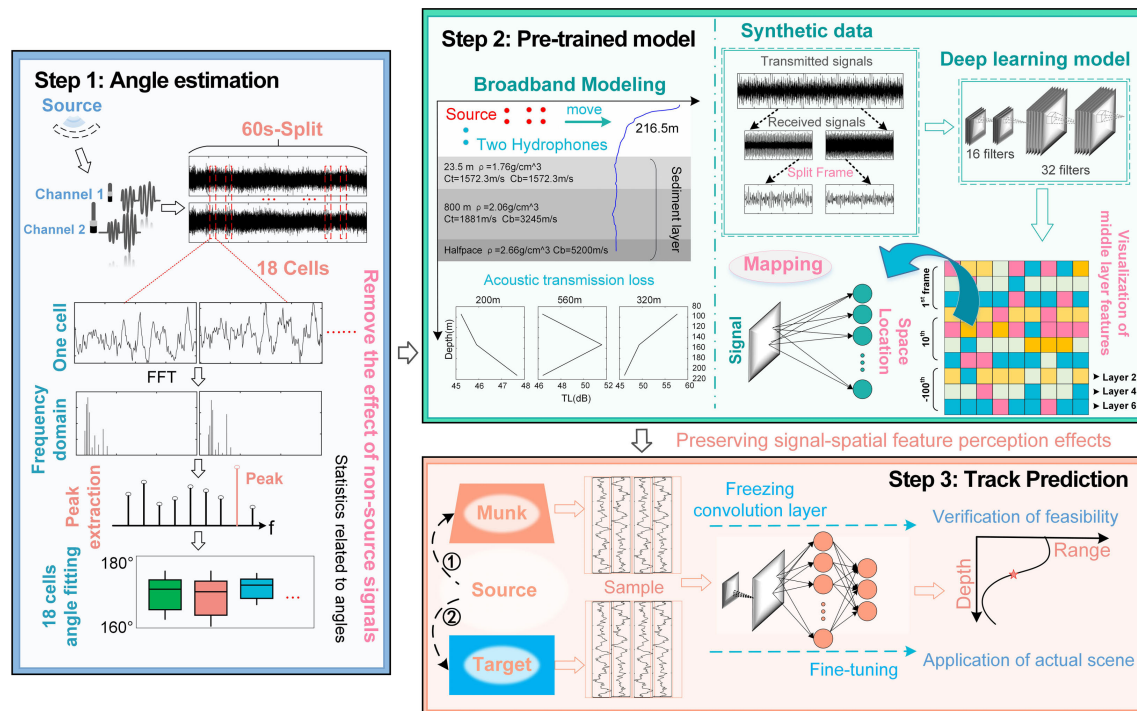 Step 1: Angle estimation
Source
60s-Split
Channel 1
Channel 2
18 Cells
One cell
FFT
Frequency
domain
Peak
extraction
Peak
f
18 cells
angle fitting
180°
160°
...
Remove the effect of non-source signals
Statistics related to angles
Step 2: Pre-trained model
Broadband Modeling
Source
move
Two Hydrophones
216.5m
23.5 m ρ =1.76g/cm^3
Ct=1572.3m/s Cb=1572.3m/s
800 m ρ =2.06g/cm^3
Ct=1881m/s Cb=3245m/s
Halfpace ρ =2.66g/cm^3 Cb=5200m/s
Sediment layer
Acoustic transmission loss
200m
560m
320m
Depth(m)
80
100
120
140
160
180
200
220
45 46 47 48
46 48 50 52
45 50 55 60
TL(dB)
Synthetic data
Transmitted signals
Received signals
Split Frame
Deep learning model
16 filters
32 filters
Visualization of
middle layer features
Mapping
Signal
Space
Location
1st frame
10th
-100th
Layer 2
Layer 4
Layer 6
Preserving signal-spatial feature perception effects
Step 3: Track Prediction
Munk
①
Source
②
Target
Sample
Freezing
convolution layer
Fine-tuning
Verification of feasibility
Range
Depth
Application of actual scene